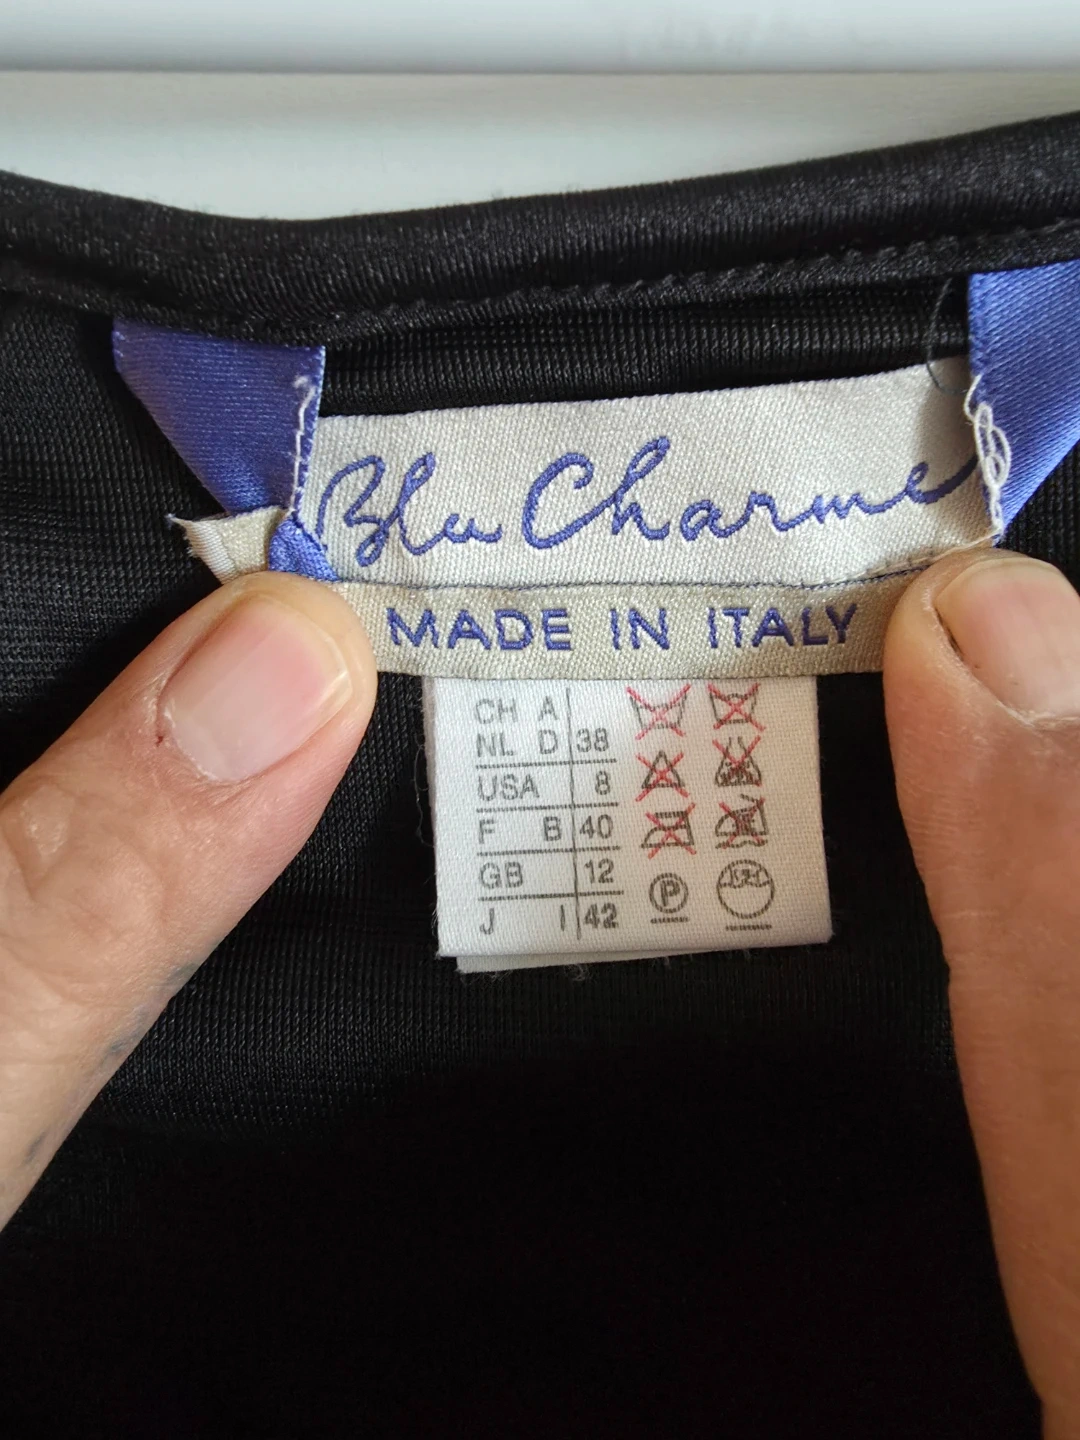 Blu Charme
MADE IN ITALY
CH A
NL D 38
USA 8
F B 40
GB 12
J I 42
P